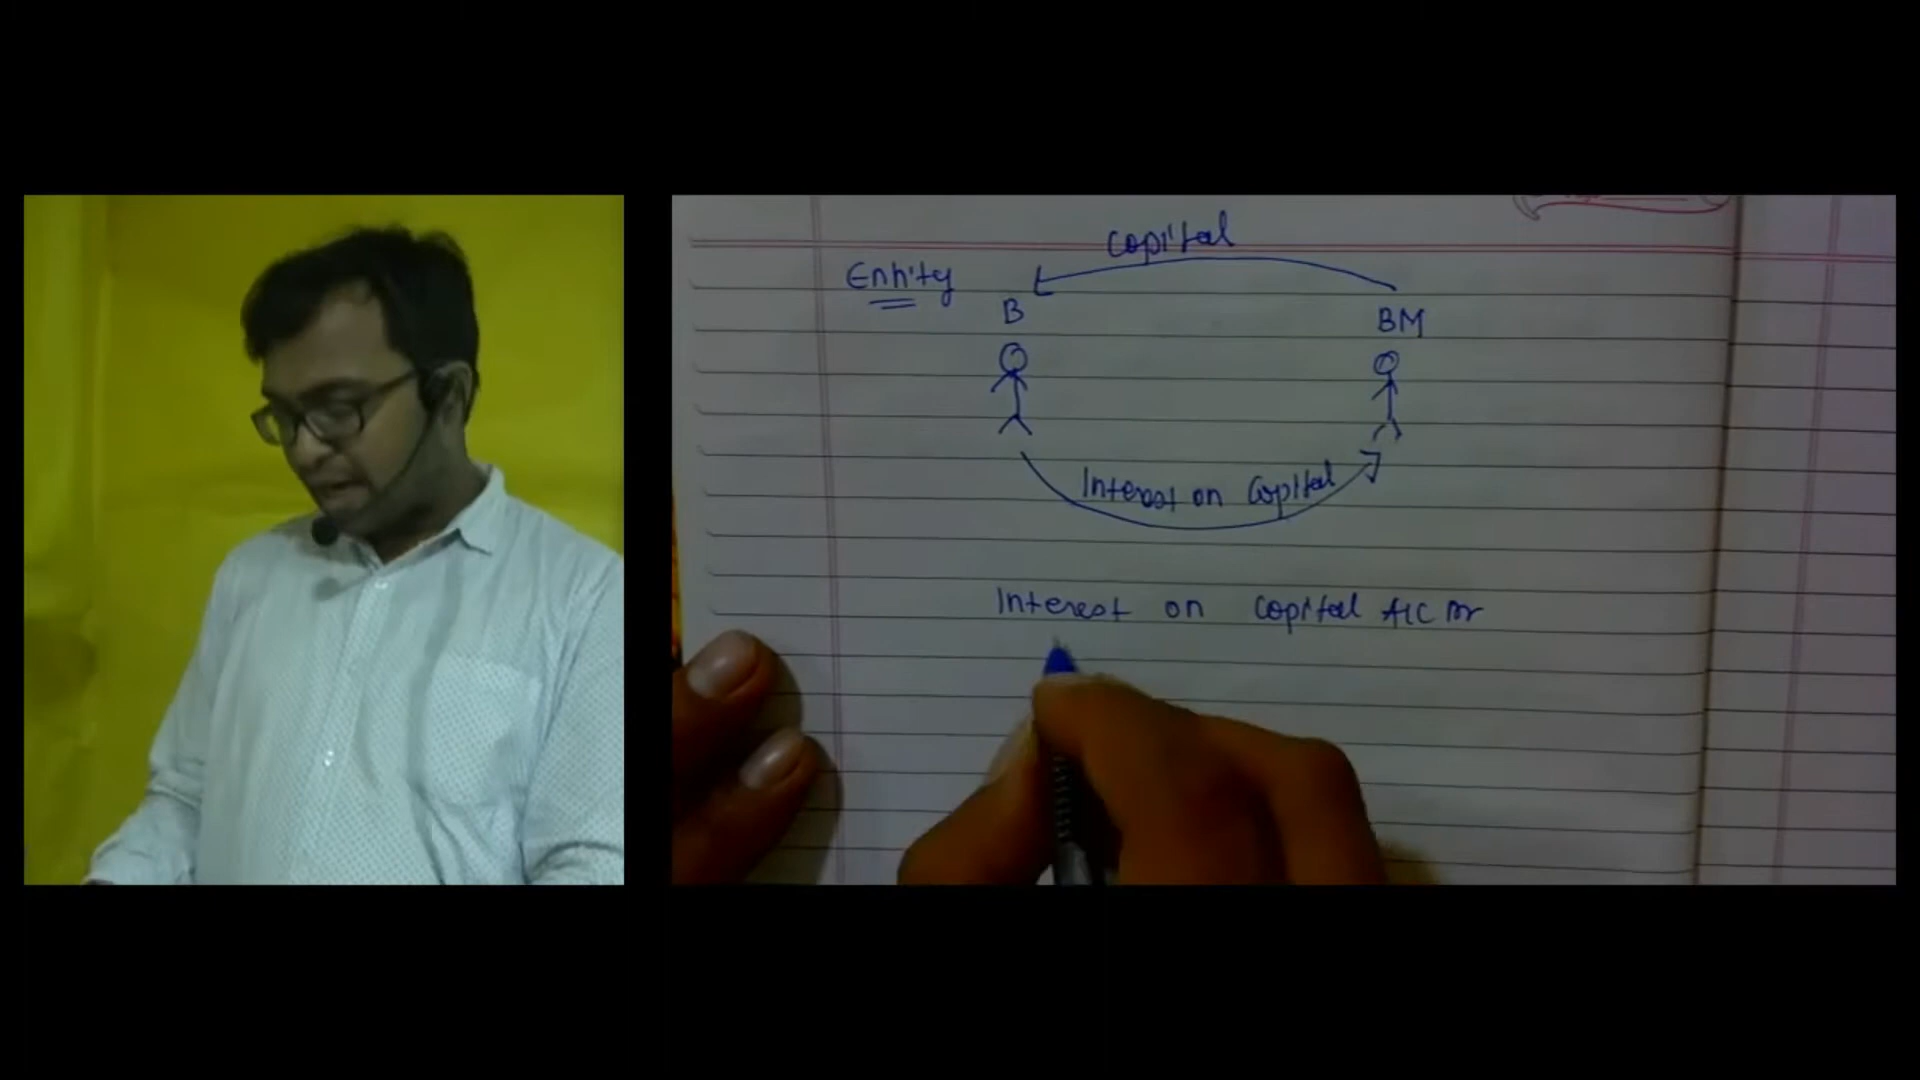 Capital
Entity
B
BM
Interest on Capital
Interest on Capital A/C Dr